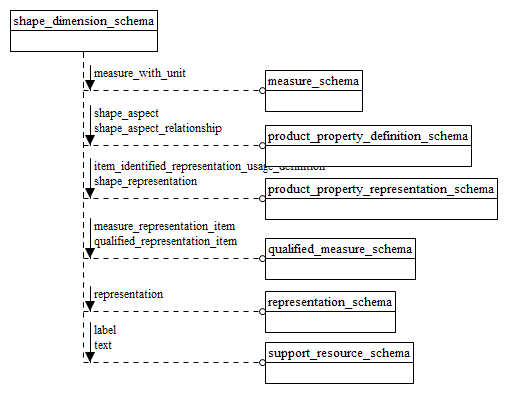 shape_dimension_schema
measure_with_unit
measure_schema
shape_aspect
shape_aspect_relationship
product_property_definition_schema
item_identified_representation_usage_definition
shape_representation
product_property_representation_schema
measure_representation_item
qualified_representation_item
qualified_measure_schema
representation
representation_schema
label
text
support_resource_schema